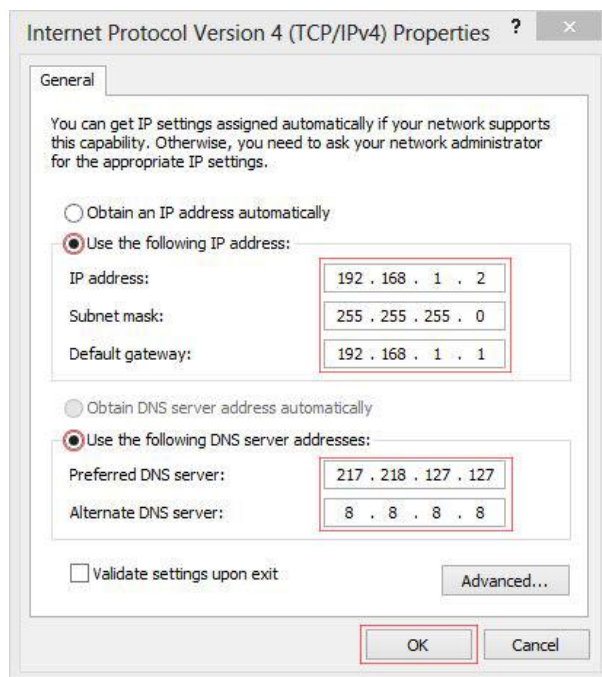 Internet Protocol Version 4 (TCP/IPv4) Properties ?
General
You can get IP settings assigned automatically if your network supports
this capability. Otherwise, you need to ask your network administrator
for the appropriate IP settings.
Obtain an IP address automatically
Use the following IP address:
IP address: 192 . 168 . 1 . 2
Subnet mask: 255 . 255 . 255 . 0
Default gateway: 192 . 168 . 1 . 1
Obtain DNS server address automatically
Use the following DNS server addresses:
Preferred DNS server: 217 . 218 . 127 . 127
Alternate DNS server: 8 . 8 . 8 . 8
Validate settings upon exit
Advanced...
OK Cancel